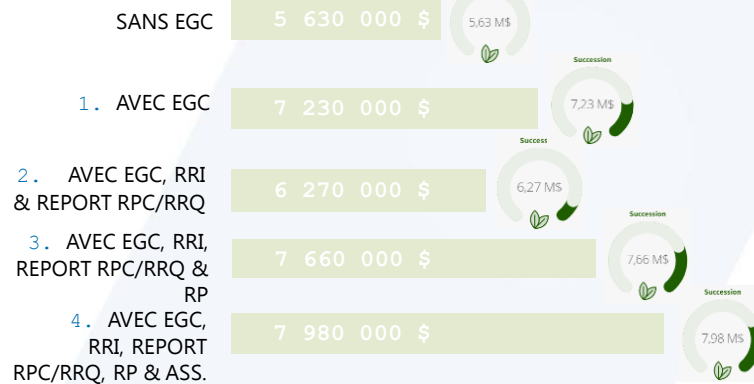 SANS EGC
5 630 000 $
5,63 M$
1. AVEC EGC
7 230 000 $
Succession
7,23 M$
2. AVEC EGC, RRI
& REPORT RPC/RRQ
6 270 000 $
Success
6,27 M$
3. AVEC EGC, RRI,
REPORT RPC/RRQ &
RP
7 660 000 $
Succession
7,66 M$
4. AVEC EGC,
RRI, REPORT
RPC/RRQ, RP & ASS.
7 980 000 $
Succession
7,98 M$